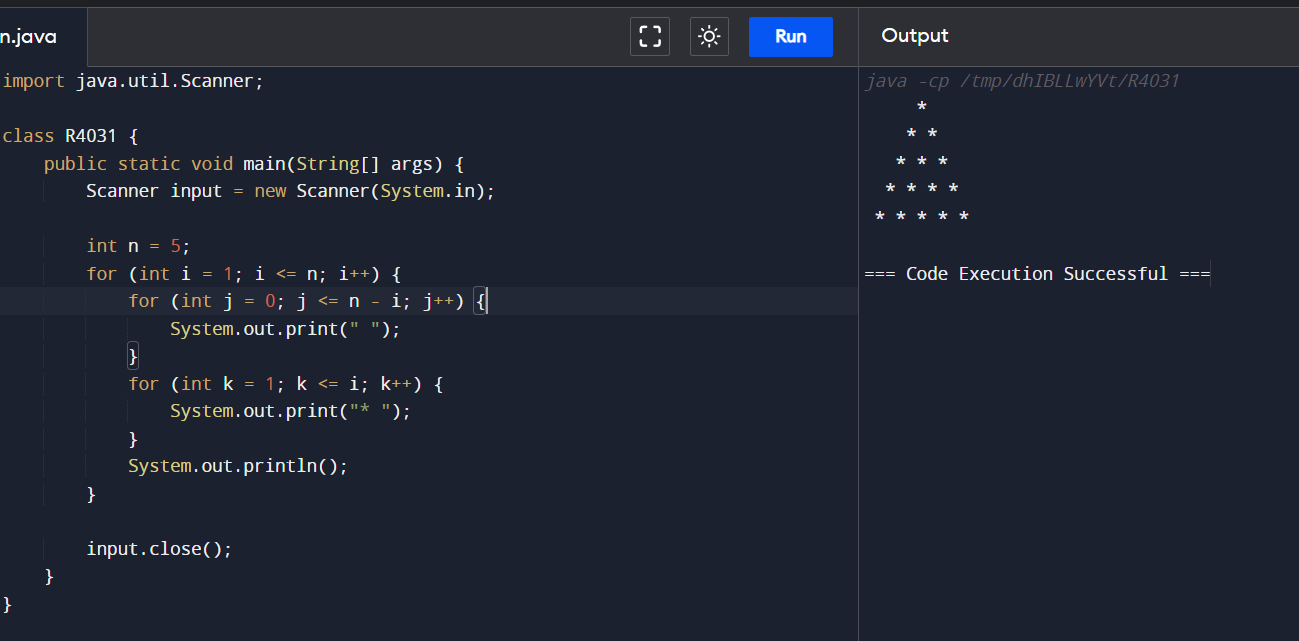 n.java
Run
Output
import java.util.Scanner;
class R4031 {
    public static void main(String[] args) {
        Scanner input = new Scanner(System.in);
        int n = 5;
        for (int i = 1; i <= n; i++) {
            for (int j = 0; j <= n - i; j++) {
                System.out.print(" ");
            }
            for (int k = 1; k <= i; k++) {
                System.out.print("* ");
            }
            System.out.println();
        }
        input.close();
    }
}
java -cp /tmp/dhIBLLwYVt/R4031
     *
    * *
   * * *
  * * * *
 * * * * *
=== Code Execution Successful ===